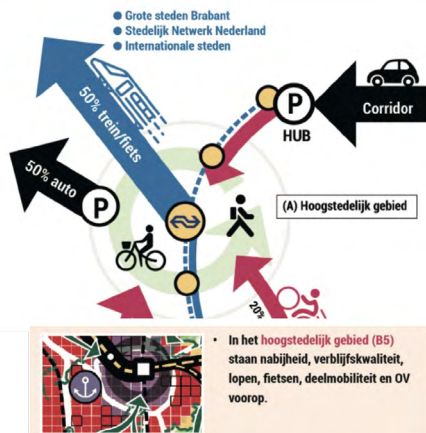 Grote steden Brabant
Stedelijk Netwerk Nederland
Internationale steden
50% trein/fiets
P
HUB
Corridor
50% auto
P
(A) Hoogstedelijk gebied
20%
• In het hoogstedelijk gebied (B5)
staan nabijheid, verblijfskwaliteit,
lopen, fietsen, deelmobiliteit en OV
voorop.